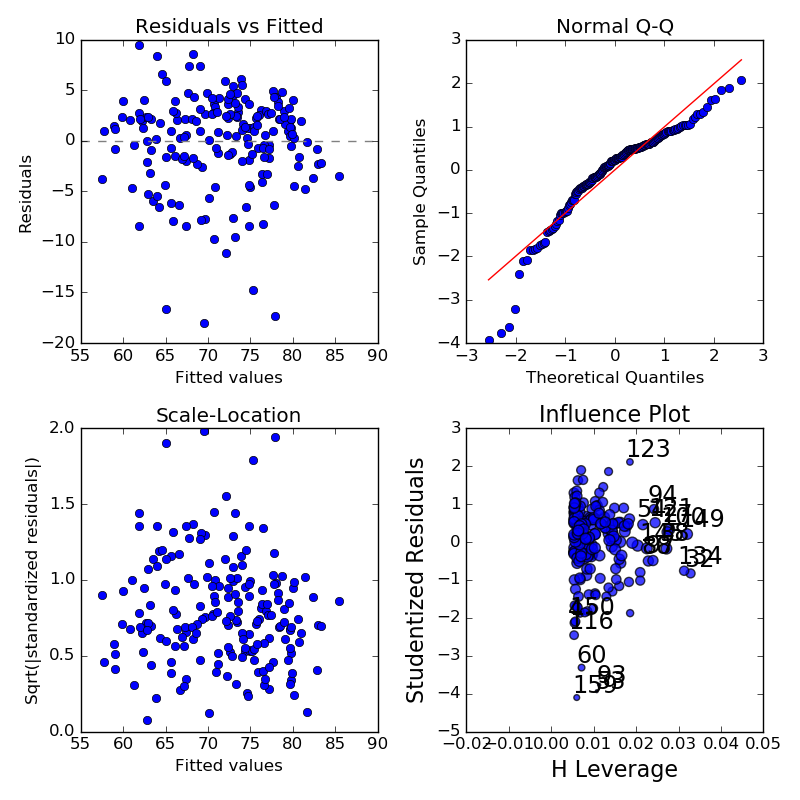 Residuals vs Fitted
Residuals
10
5
0
−5
−10
−15
−20
55 60 65 70 75 80 85 90
Fitted values
Normal Q-Q
Sample Quantiles
3
2
1
0
−1
−2
−3
−4
−3 −2 −1 0 1 2 3
Theoretical Quantiles
Scale-Location
Sqrt(|standardized residuals|)
2.0
1.5
1.0
0.5
0.0
55 60 65 70 75 80 85 90
Fitted values
Influence Plot
Studentized Residuals
3
2
1
0
−1
−2
−3
−4
−5
123
94
149
134
32
150
116
60
93
159
−0.02 −0.01 0.00 0.01 0.02 0.03 0.04 0.05
H Leverage